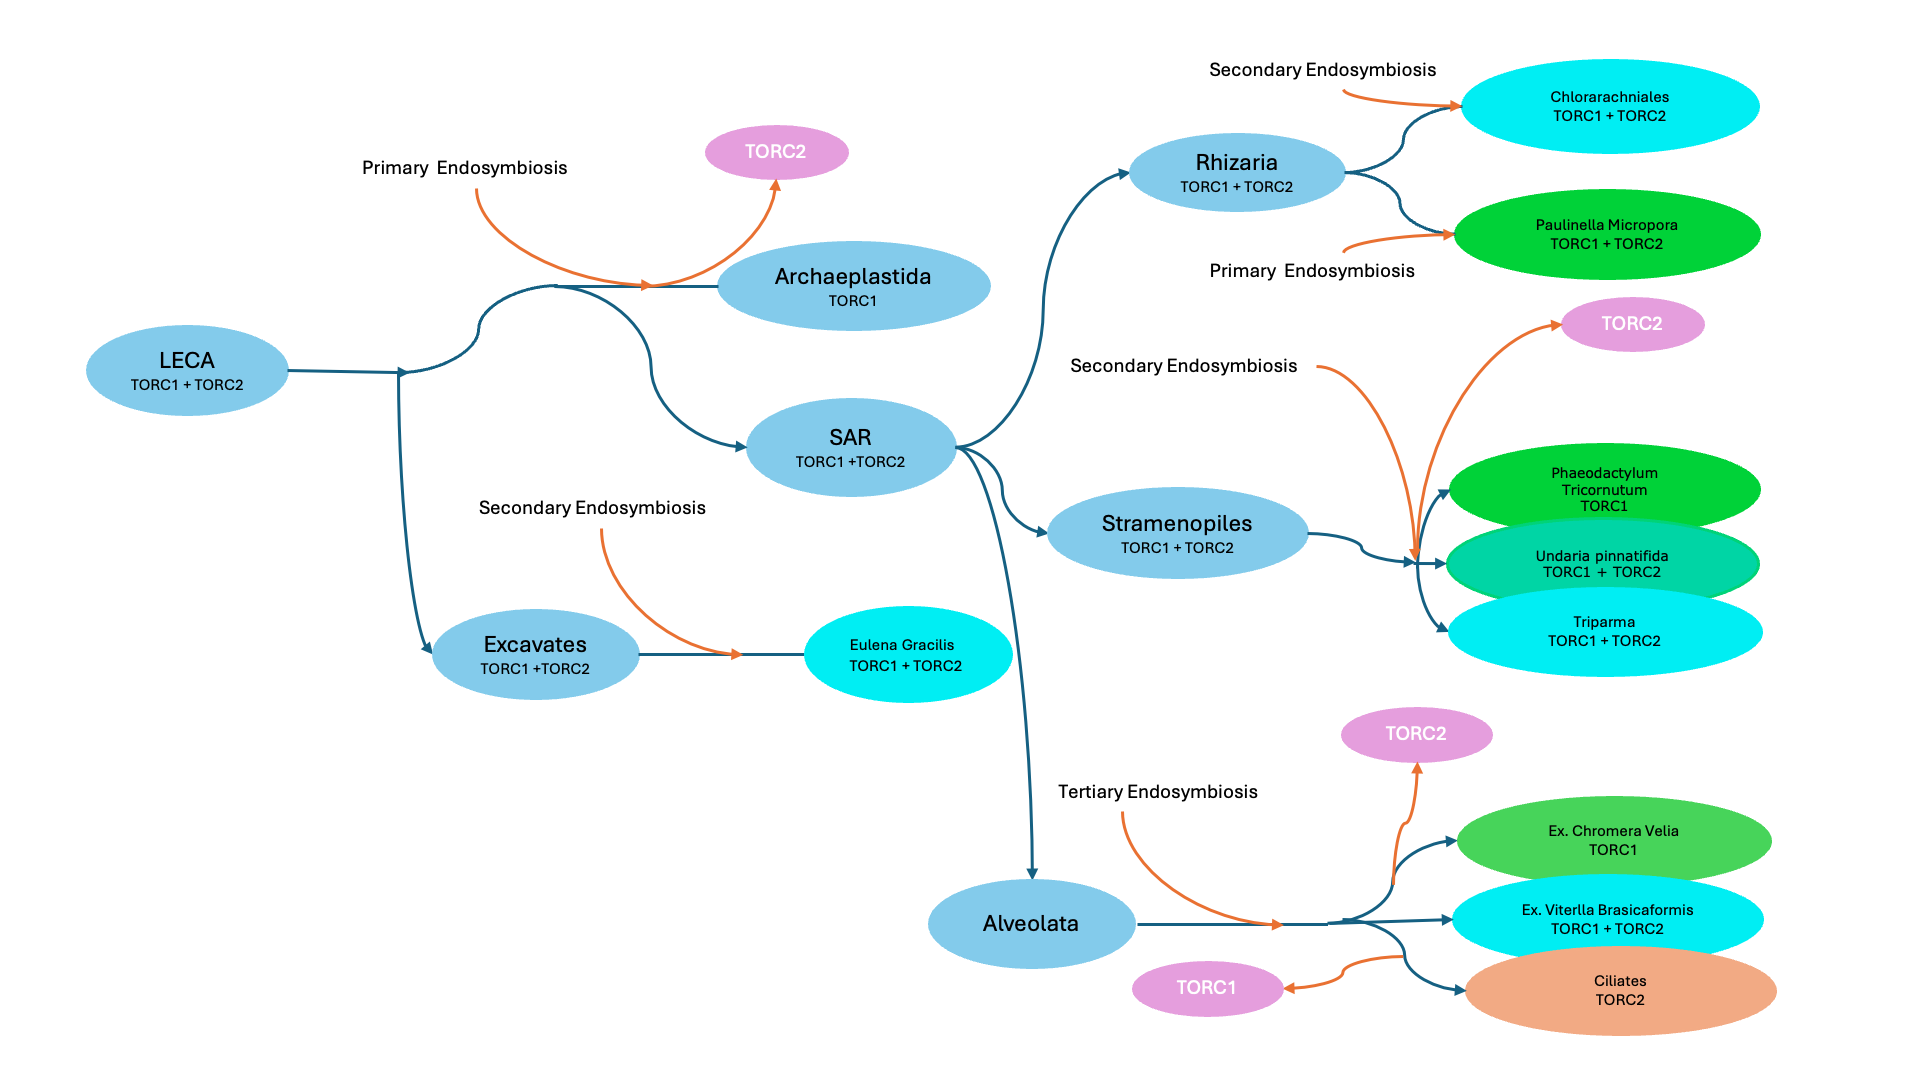 Secondary Endosymbiosis
Chlorarachniales
TORC1 + TORC2
TORC2
Primary Endosymbiosis
Rhizaria
TORC1 + TORC2
Paulinella Micropora
TORC1 + TORC2
Primary Endosymbiosis
Archaeplastida
TORC1
TORC2
LECA
TORC1 + TORC2
Secondary Endosymbiosis
SAR
TORC1 +TORC2
Phaeodactylum
Tricornutum
TORC1
Secondary Endosymbiosis
Stramenopiles
TORC1 + TORC2
Undaria pinnatifida
TORC1 + TORC2
Triparma
TORC1 + TORC2
Excavates
TORC1 +TORC2
Eulena Gracilis
TORC1 + TORC2
TORC2
Tertiary Endosymbiosis
Ex. Chromera Velia
TORC1
Alveolata
Ex. Viterlla Brasicaformis
TORC1 + TORC2
TORC1
Ciliates
TORC2